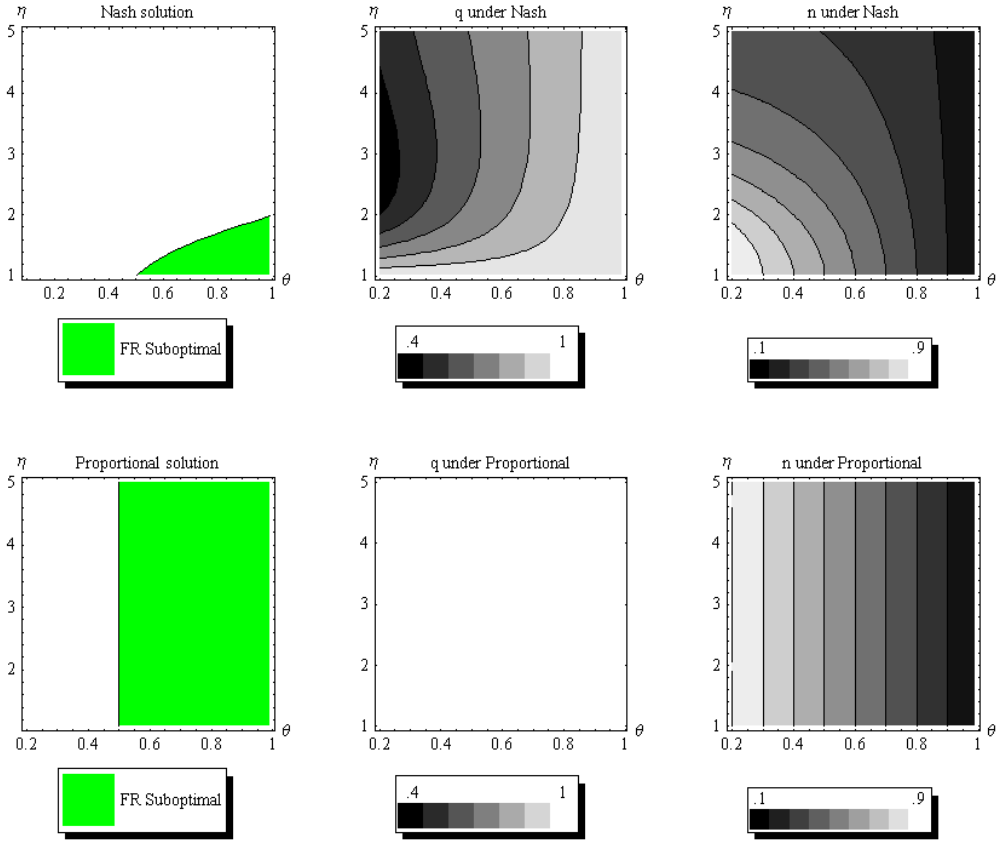 η Nash solution
5
4
3
2
1
0.2 0.4 0.6 0.8 1 θ
FR Suboptimal
η q under Nash
5
4
3
2
1
0.2 0.4 0.6 0.8 1 θ
.4 1
η n under Nash
5
4
3
2
1
0.2 0.4 0.6 0.8 1 θ
.1 .9
η Proportional solution
5
4
3
2
0.2 0.4 0.6 0.8 1 θ
FR Suboptimal
η q under Proportional
5
4
3
2
1
0.2 0.4 0.6 0.8 1 θ
.4 1
η n under Proportional
5
4
3
2
1
0.2 0.4 0.6 0.8 1 θ
.1 .9